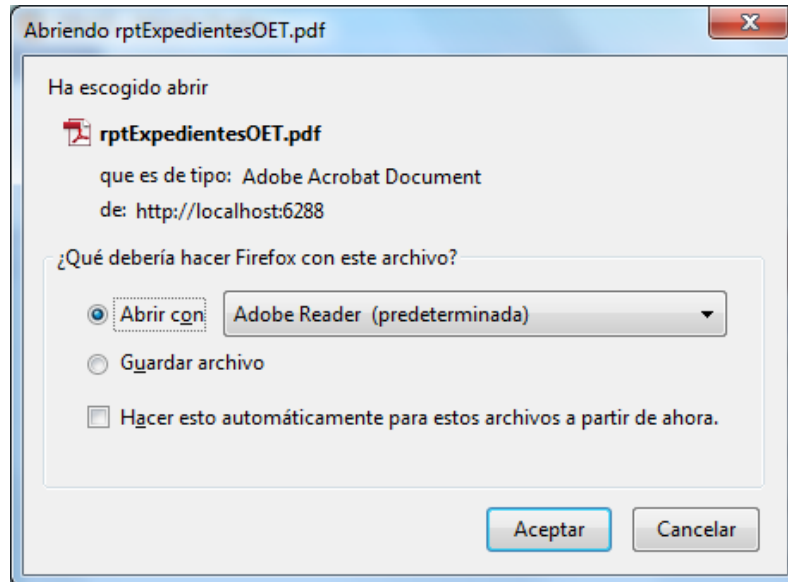 Abriendo rptExpedientesOET.pdf
Ha escogido abrir
rptExpedientesOET.pdf
que es de tipo: Adobe Acrobat Document
de: http://localhost:6288
¿Qué debería hacer Firefox con este archivo?
Abrir con Adobe Reader (predeterminada)
Guardar archivo
Hacer esto automáticamente para estos archivos a partir de ahora.
Aceptar Cancelar